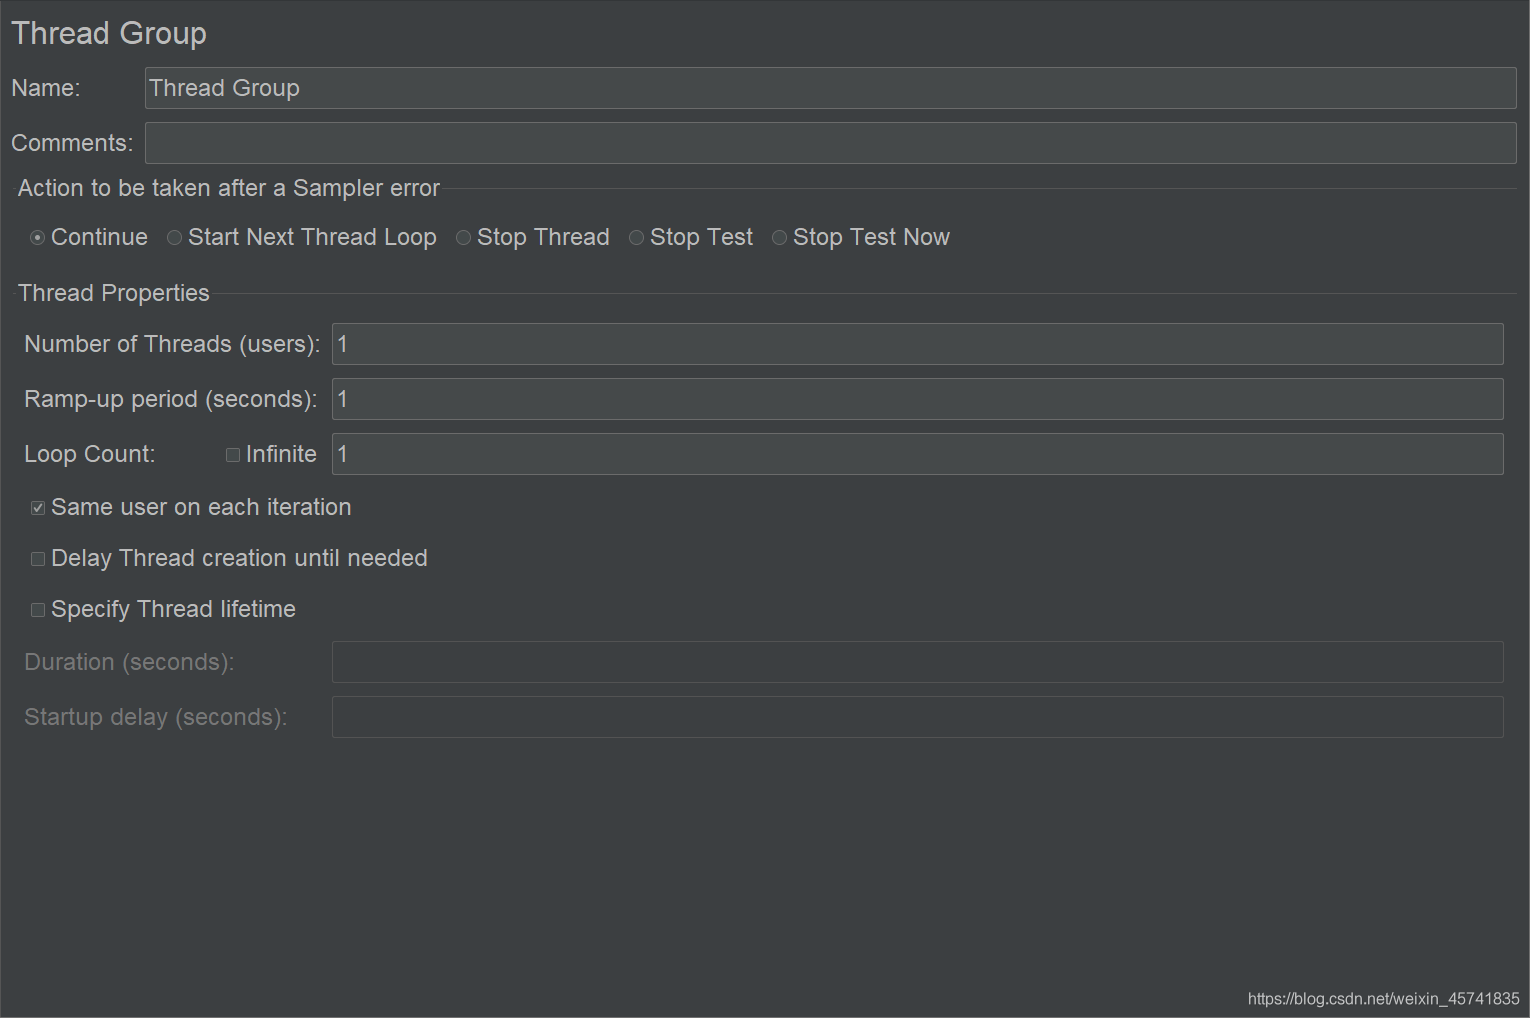 Thread Group
Name: Thread Group
Comments:
Action to be taken after a Sampler error
Continue Start Next Thread Loop Stop Thread Stop Test Stop Test Now
Thread Properties
Number of Threads (users): 1
Ramp-up period (seconds): 1
Loop Count: Infinite 1
Same user on each iteration
Delay Thread creation until needed
Specify Thread lifetime
Duration (seconds):
Startup delay (seconds):
https://blog.csdn.net/weixin_45741835